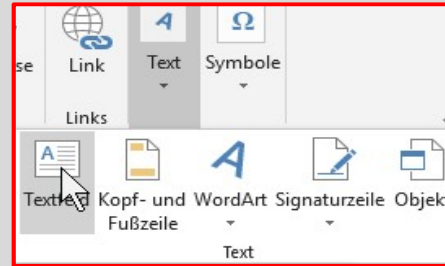 se Link Text Symbole
Links
Textfeld Kopf- und WordArt Signaturzeile Objek
Fußzeile
Text